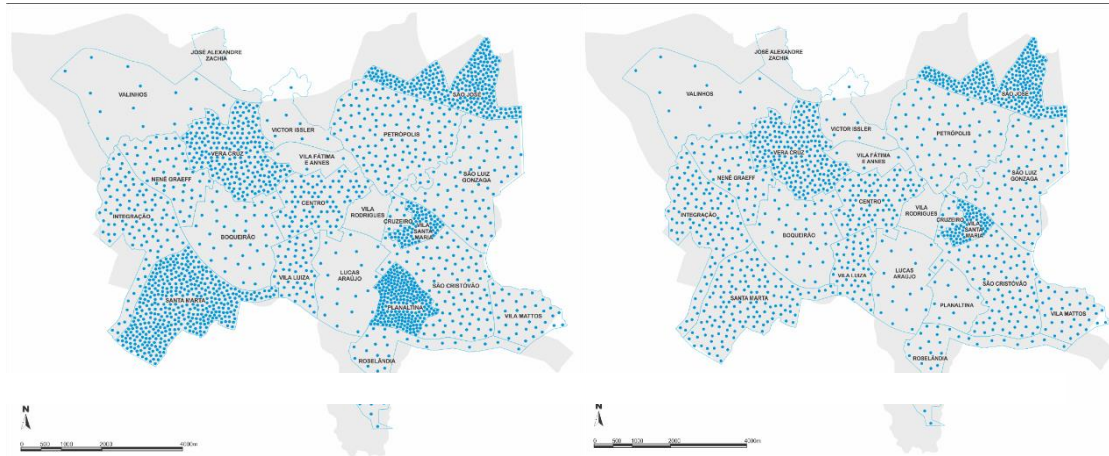 JOSÉ ALEXANDRE
ZACHIA
VALINHOS
SÃO JOSÉ
VICTOR ISSLER
PETRÓPOLIS
VERA CRUZ
VILA FÁTIMA
E ANNES
SÃO LUIZ
GONZAGA
NENÊ GRAEFF
CENTRO
INTEGRAÇÃO
VILA
RODRIGUES
CRUZEIRO
VILA
SANTA
MARIA
BOQUEIRÃO
VILA LUIZA
LUCAS
ARAÚJO
SÃO CRISTÓVÃO
SANTA MARTA
PLANALTINA
VILA MATTOS
ROSELÂNDIA
N
0 500 1000 2000 4000m
JOSÉ ALEXANDRE
ZACHIA
VALINHOS
SÃO JOSÉ
VICTOR ISSLER
PETRÓPOLIS
VERA CRUZ
VILA FÁTIMA
E ANNES
SÃO LUIZ
GONZAGA
NENÊ GRAEFF
CENTRO
INTEGRAÇÃO
VILA
RODRIGUES
CRUZEIRO
VILA
SANTA
MARIA
BOQUEIRÃO
VILA LUIZA
LUCAS
ARAÚJO
SÃO CRISTÓVÃO
SANTA MARTA
PLANALTINA
VILA MATTOS
ROSELÂNDIA
N
0 500 1000 2000 4000m